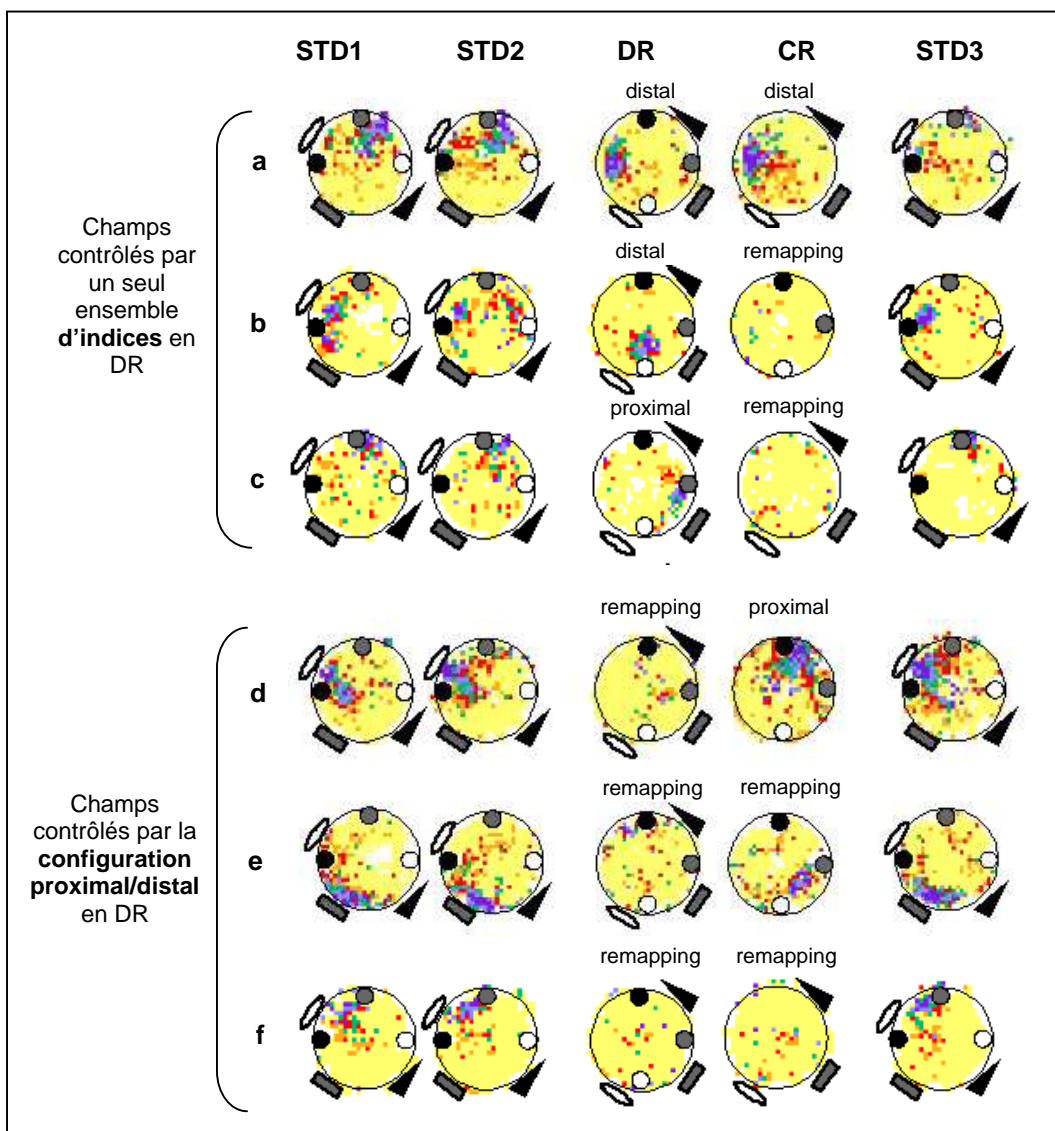 STD1 STD2 DR CR STD3
distal distal
a
Champs
contrôlés par
un seul
ensemble
d'indices en
DR
distal remapping
b
proximal remapping
c
remapping proximal
d
Champs
contrôlés par la
configuration
proximal/distal
en DR
remapping remapping
e
remapping remapping
f